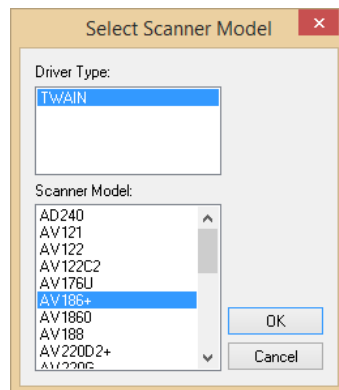 Select Scanner Model
Driver Type:
TWAIN
Scanner Model:
AD240
AV121
AV122
AV122C2
AV176U
AV186+
AV1860
AV188
AV220D2+
OK
Cancel